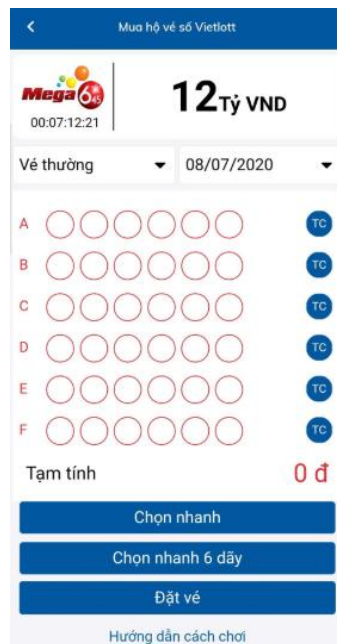 Mua hộ vé số Vietlott
Mega 6/45
12 Tỷ VND
00:07:12:21
Vé thường
08/07/2020
A TC
B TC
C TC
D TC
E TC
F TC
Tạm tính 0 đ
Chọn nhanh
Chọn nhanh 6 dãy
Đặt vé
Hướng dẫn cách chơi